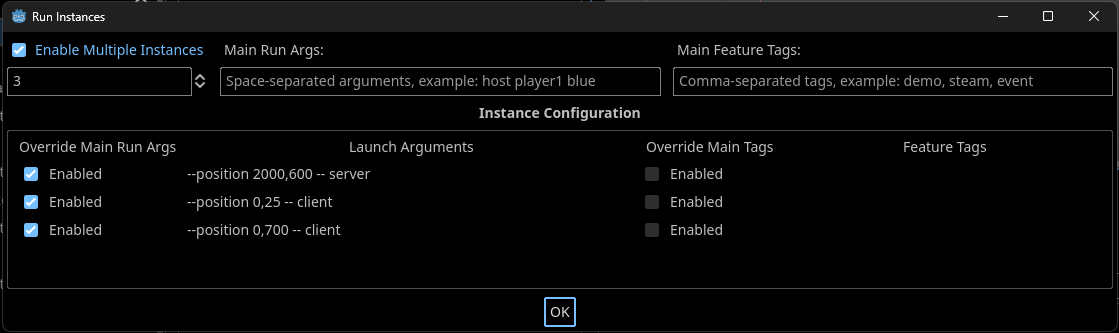 Run Instances
Enable Multiple Instances Main Run Args: Main Feature Tags:
3 Space-separated arguments, example: host player1 blue Comma-separated tags, example: demo, steam, event
Instance Configuration
Override Main Run Args Launch Arguments Override Main Tags Feature Tags
Enabled --position 2000,600 -- server Enabled
Enabled --position 0,25 -- client Enabled
Enabled --position 0,700 -- client Enabled
OK